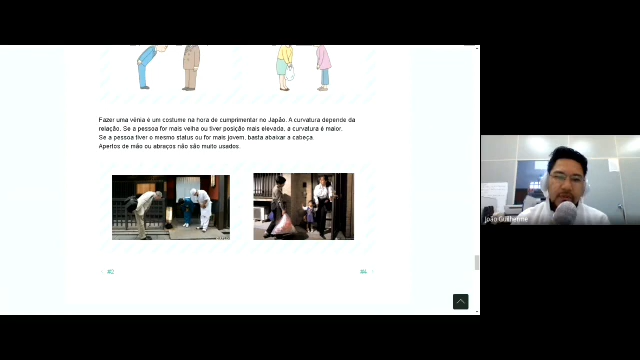 Fazer uma vênia é um costume na hora de cumprimentar no Japão. A curvatura depende da
relação. Se a pessoa for mais velha ou tiver posição mais elevada, a curvatura é maior.
Se a pessoa tiver o mesmo status ou for mais jovem, basta abaixar a cabeça.
Apertos de mão ou abraços não são muito usados.
João Guilherme
#2
#4